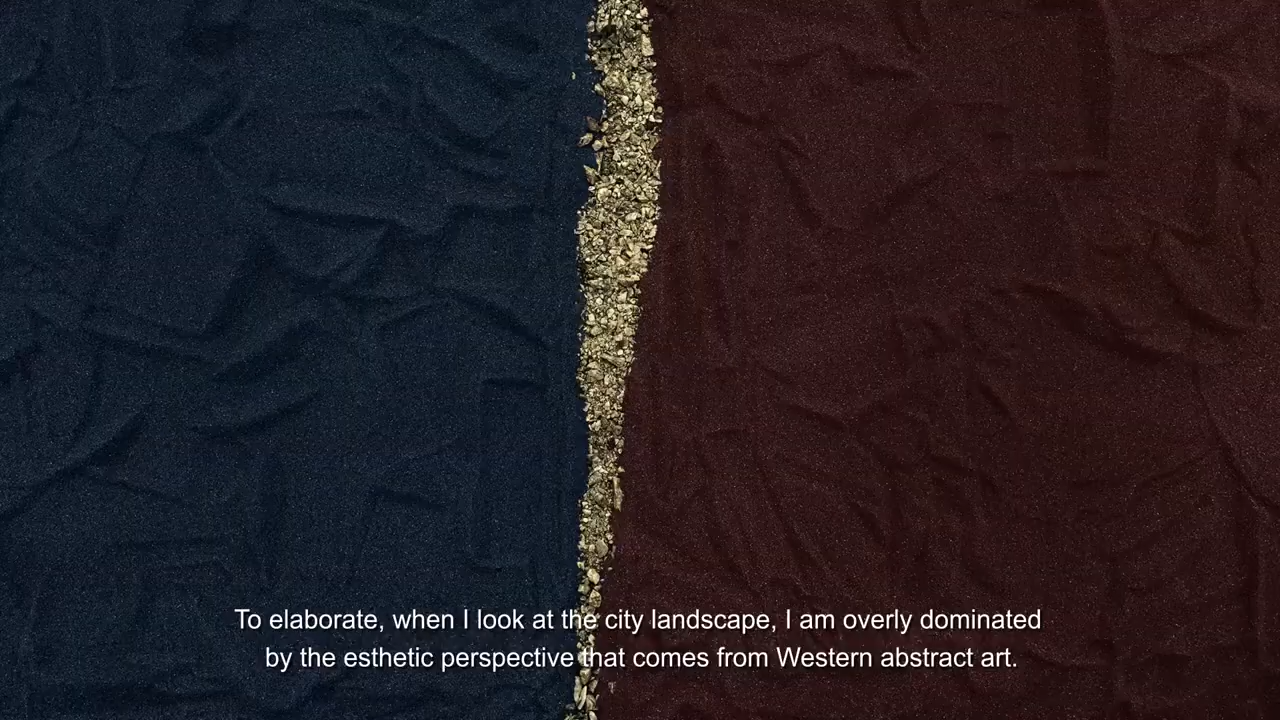 To elaborate, when I look at the city landscape, I am overly dominated
by the esthetic perspective that comes from Western abstract art.